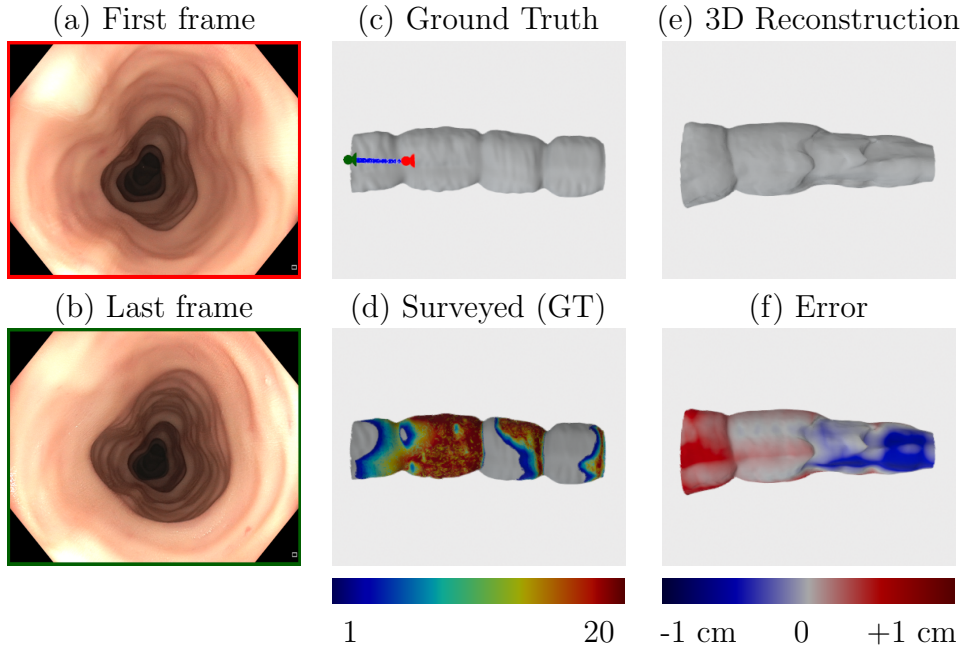 (a) First frame
(c) Ground Truth
(e) 3D Reconstruction
(b) Last frame
(d) Surveyed (GT)
(f) Error
1
20
-1 cm
0
+1 cm